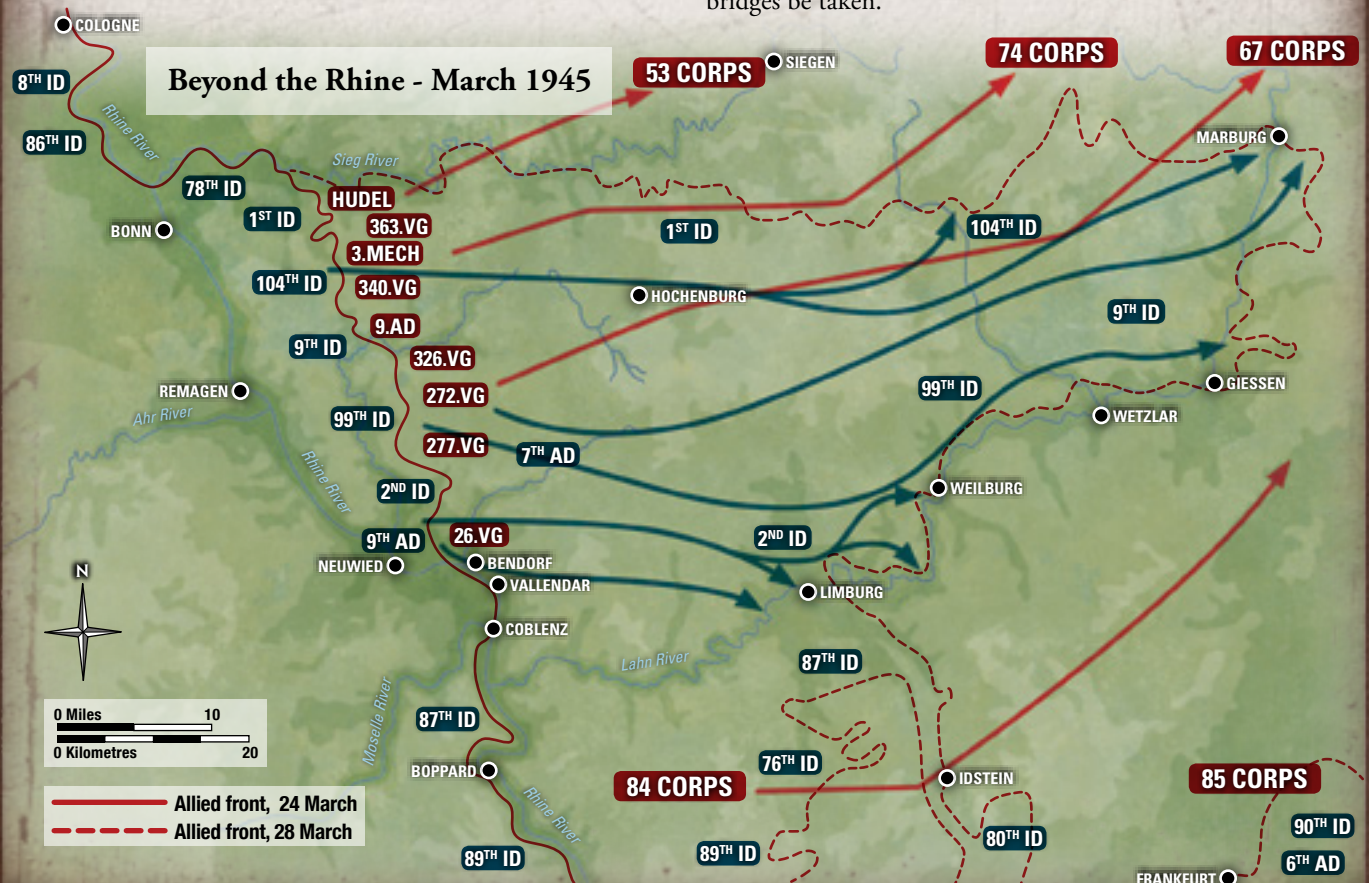 bridges be taken.
COLOGNE
Beyond the Rhine - March 1945
53 CORPS
SIEGEN
74 CORPS
67 CORPS
8TH ID
86TH ID
Rhine River
78TH ID
Sieg River
MARBURG
HUDEL
1ST ID
363.VG
BONN
3.MECH
1ST ID
104TH ID
104TH ID
340.VG
HOCHENBURG
9.AD
9TH ID
9TH ID
326.VG
REMAGEN
272.VG
99TH ID
GIESSEN
Ahr River
99TH ID
WETZLAR
277.VG
7TH AD
Rhine River
2ND ID
WEILBURG
9TH AD
26.VG
2ND ID
NEUWIED
BENDORF
VALLENDAR
LIMBURG
N
COBLENZ
Lahn River
87TH ID
0 Miles 10
0 Kilometres 20
Moselle River
87TH ID
BOPPARD
76TH ID
84 CORPS
IDSTEIN
85 CORPS
Allied front, 24 March
Allied front, 28 March
Rhine River
90TH ID
80TH ID
89TH ID
89TH ID
6TH AD
FRANKFURT